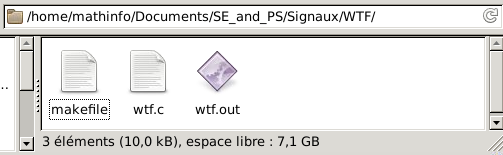 /home/mathinfo/Documents/SE_and_PS/Signaux/WTF/
...
makefile wtf.c wtf.out
3 éléments (10,0 kB), espace libre : 7,1 GB